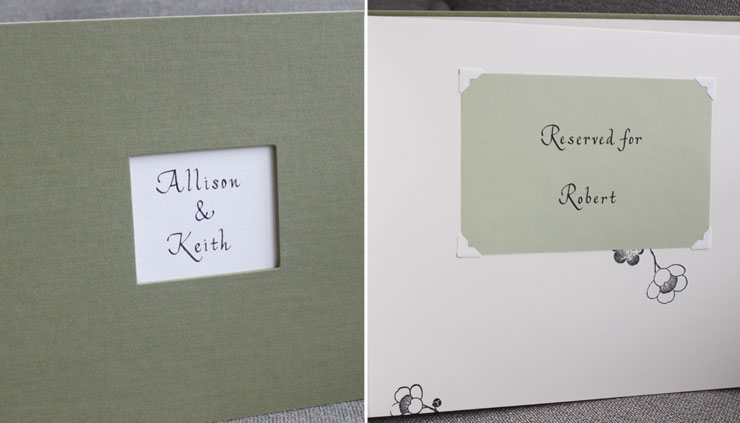 Allison
&
Keith
Reserved for
Robert